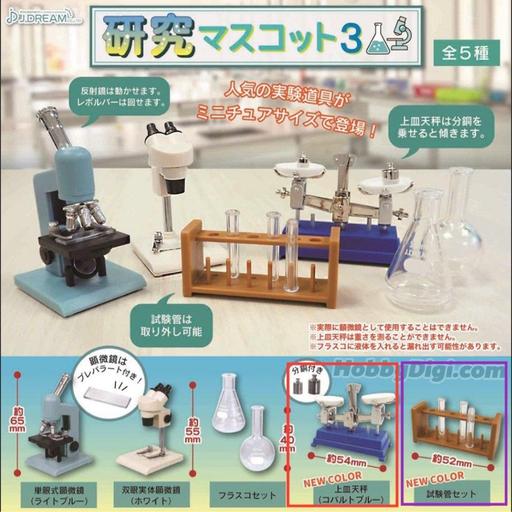 J.DREAM
研究マスコット3
全5種
反射鏡は動かせます。
レボルバーは回せます。
人気の実験道具が
ミニチュアサイズで登場！
上皿天秤は分銅を
乗せると傾きます。
試験管は
取り外し可能
※実際に顕微鏡として使用することはできません。
※上皿天秤は重さを測ることができません。
※フラスコに液体を入れると漏れ出す可能性があります。
HobbyDigi.com
顕微鏡は
プレパラート付き！
分銅付き！
約65mm
約55mm
約40mm
約54mm
約52mm
NEW COLOR
NEW COLOR
単眼式顕微鏡
(ライトブルー)
双眼実体顕微鏡
(ホワイト)
フラスコセット
上皿天秤
(コバルトブルー)
試験管セット